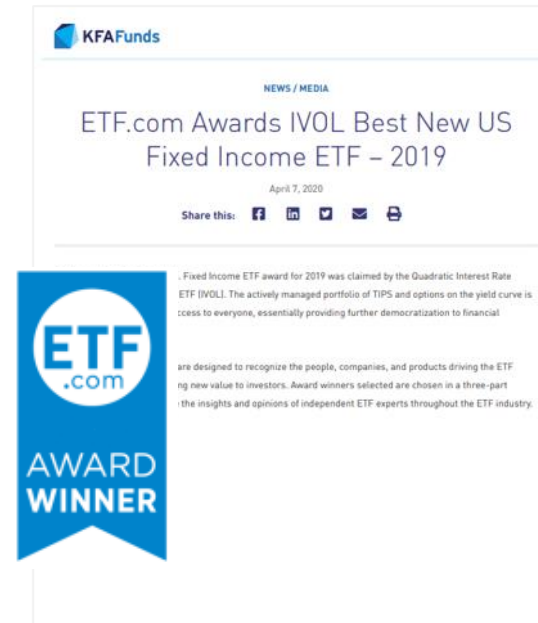 KFAFunds
NEWS / MEDIA
ETF.com Awards IVOL Best New US
Fixed Income ETF – 2019
April 7, 2020
Share this:
. Fixed Income ETF award for 2019 was claimed by the Quadratic Interest Rate
ETF (IVOL). The actively managed portfolio of TIPS and options on the yield curve is
ccess to everyone, essentially providing further democratization to financial
are designed to recognize the people, companies, and products driving the ETF
ng new value to investors. Award winners selected are chosen in a three-part
the insights and opinions of independent ETF experts throughout the ETF industry.
ETF
.com
AWARD
WINNER